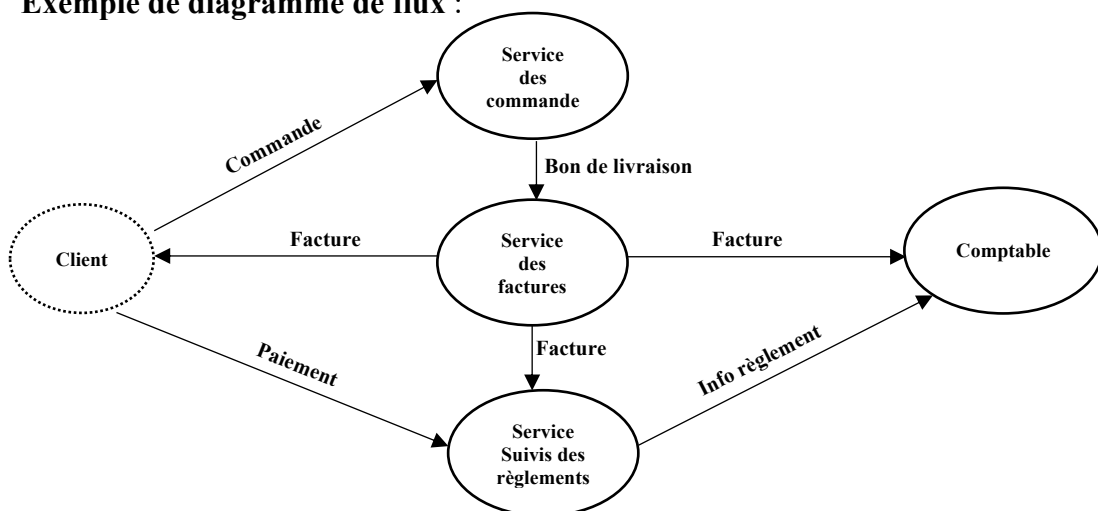 Exemple de diagramme de flux :
Service
des
commande
Commande
Bon de livraison
Client
Facture
Service
des
factures
Facture
Comptable
Facture
Paiement
Info règlement
Service
Suivis des
règlements